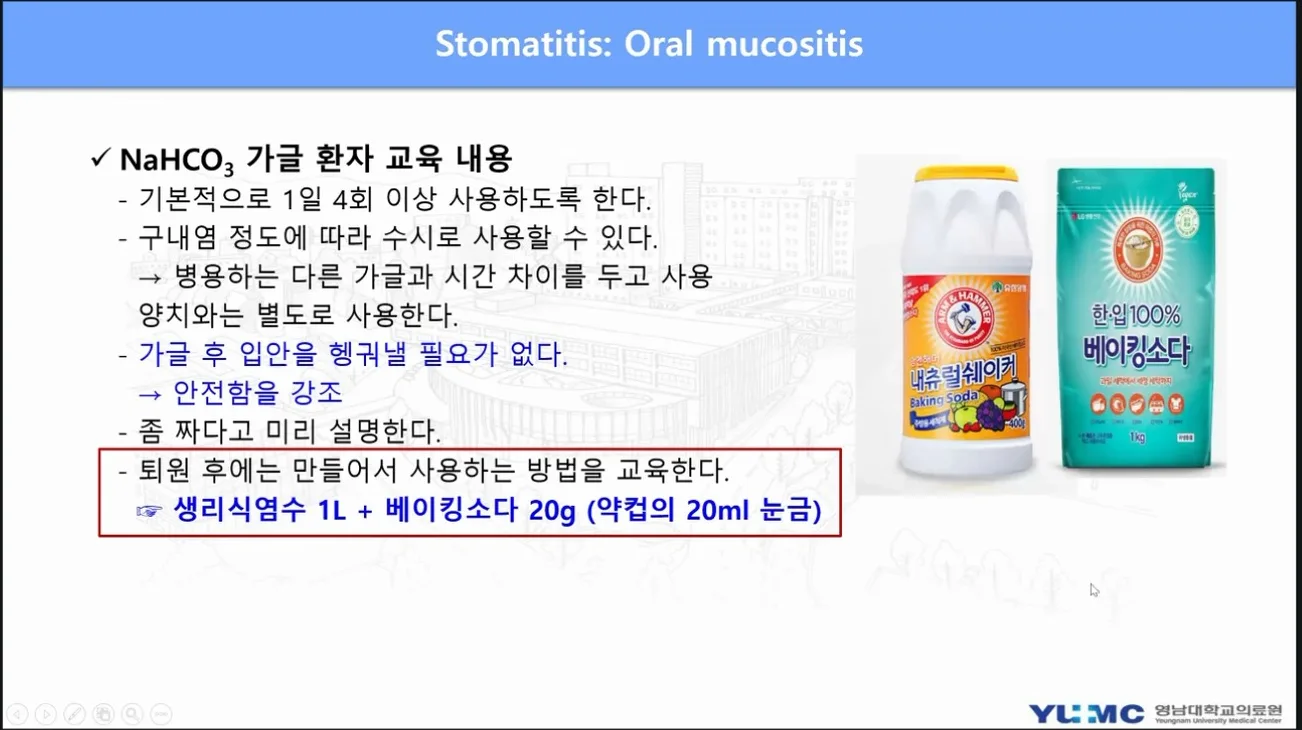 Stomatitis: Oral mucositis
✓ NaHCO₃ 가글 환자 교육 내용
- 기본적으로 1일 4회 이상 사용하도록 한다.
- 구내염 정도에 따라 수시로 사용할 수 있다.
→ 병용하는 다른 가글과 시간 차이를 두고 사용
양치와는 별도로 사용한다.
- 가글 후 입안을 헹궈낼 필요가 없다.
→ 안전함을 강조
- 좀 짜다고 미리 설명한다.
- 퇴원 후에는 만들어서 사용하는 방법을 교육한다.
☞ 생리식염수 1L + 베이킹소다 20g (약컵의 20ml 눈금)
유한양행
ARM & HAMMER
내츄럴쉐이커
Baking Soda
400g
LG
BAKING SODA
한·입 100%
베이킹소다
1kg
YUMC 영남대학교의료원
Yeungnam University Medical Center